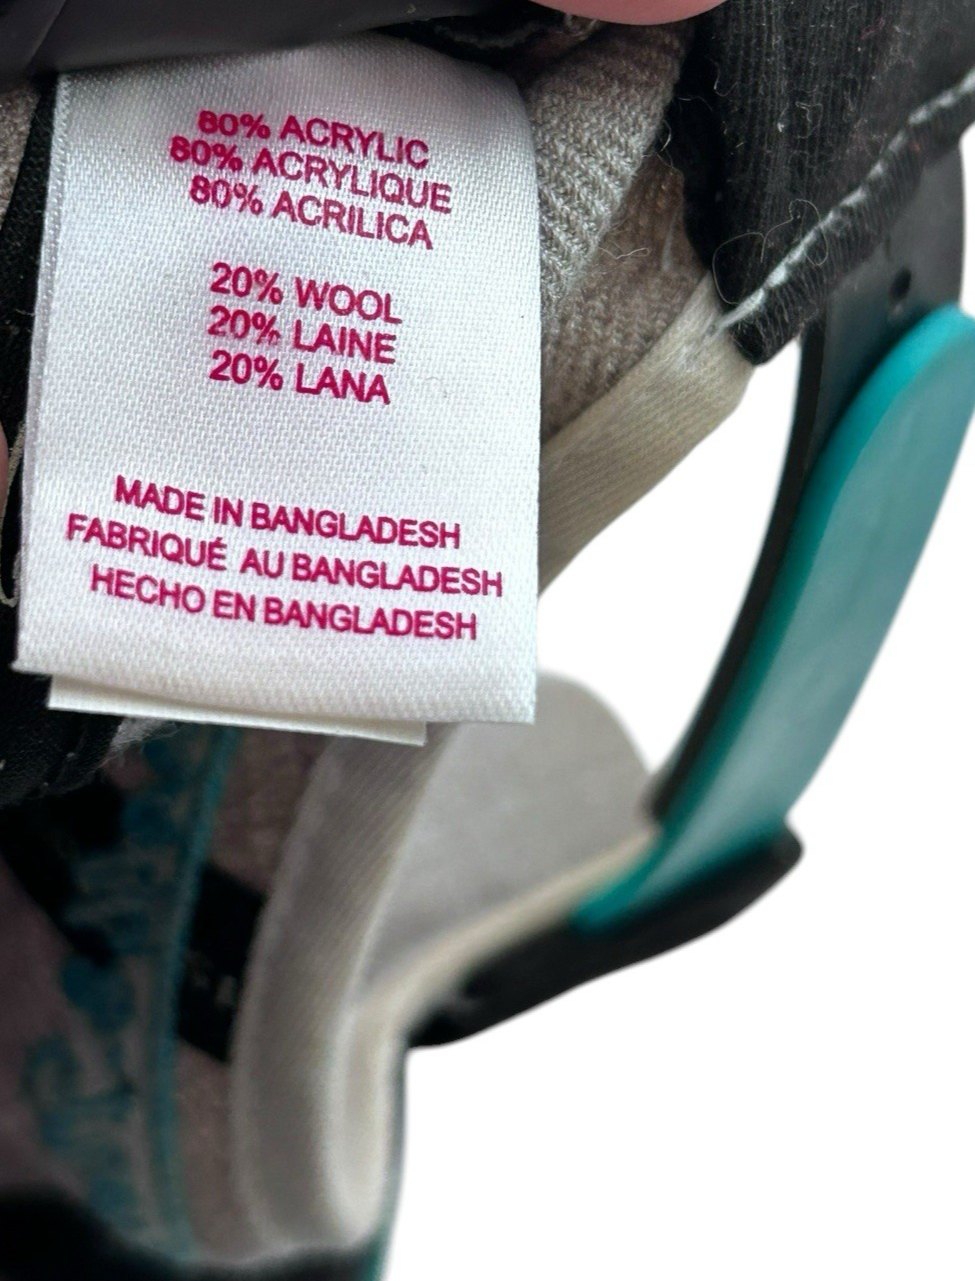 80% ACRYLIC
80% ACRYLIQUE
80% ACRILICA
20% WOOL
20% LAINE
20% LANA
MADE IN BANGLADESH
FABRIQUÉ AU BANGLADESH
HECHO EN BANGLADESH